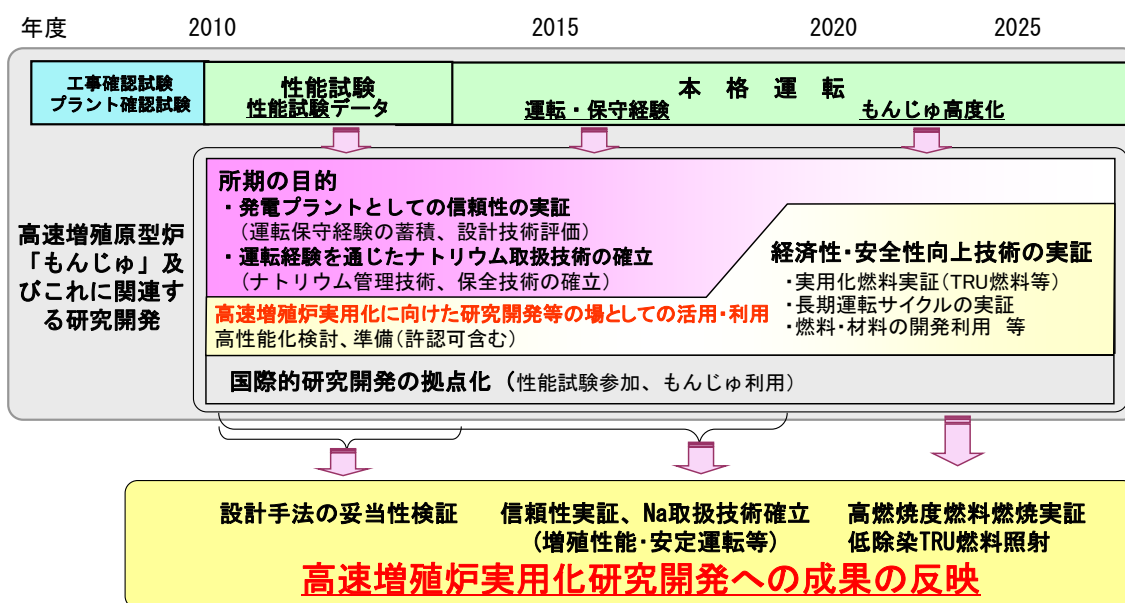 年度 2010 2015 2020 2025
工事確認試験
プラント確認試験
性能試験
性能試験データ
本格運転
運転・保守経験
もんじゅ高度化
高速増殖原型炉
「もんじゅ」及
びこれに関連す
る研究開発
所期の目的
・発電プラントとしての信頼性の実証
(運転保守経験の蓄積、設計技術評価)
・運転経験を通じたナトリウム取扱技術の確立
(ナトリウム管理技術、保全技術の確立)
経済性・安全性向上技術の実証
・実用化燃料実証(TRU燃料等)
・長期運転サイクルの実証
・燃料・材料の開発利用 等
高速増殖炉実用化に向けた研究開発等の場としての活用・利用
高性能化検討、準備(許認可含む)
国際的研究開発の拠点化 (性能試験参加、もんじゅ利用)
設計手法の妥当性検証
信頼性実証、Na取扱技術確立
(増殖性能・安定運転等)
高燃焼度燃料燃焼実証
低除染TRU燃料照射
高速増殖炉実用化研究開発への成果の反映